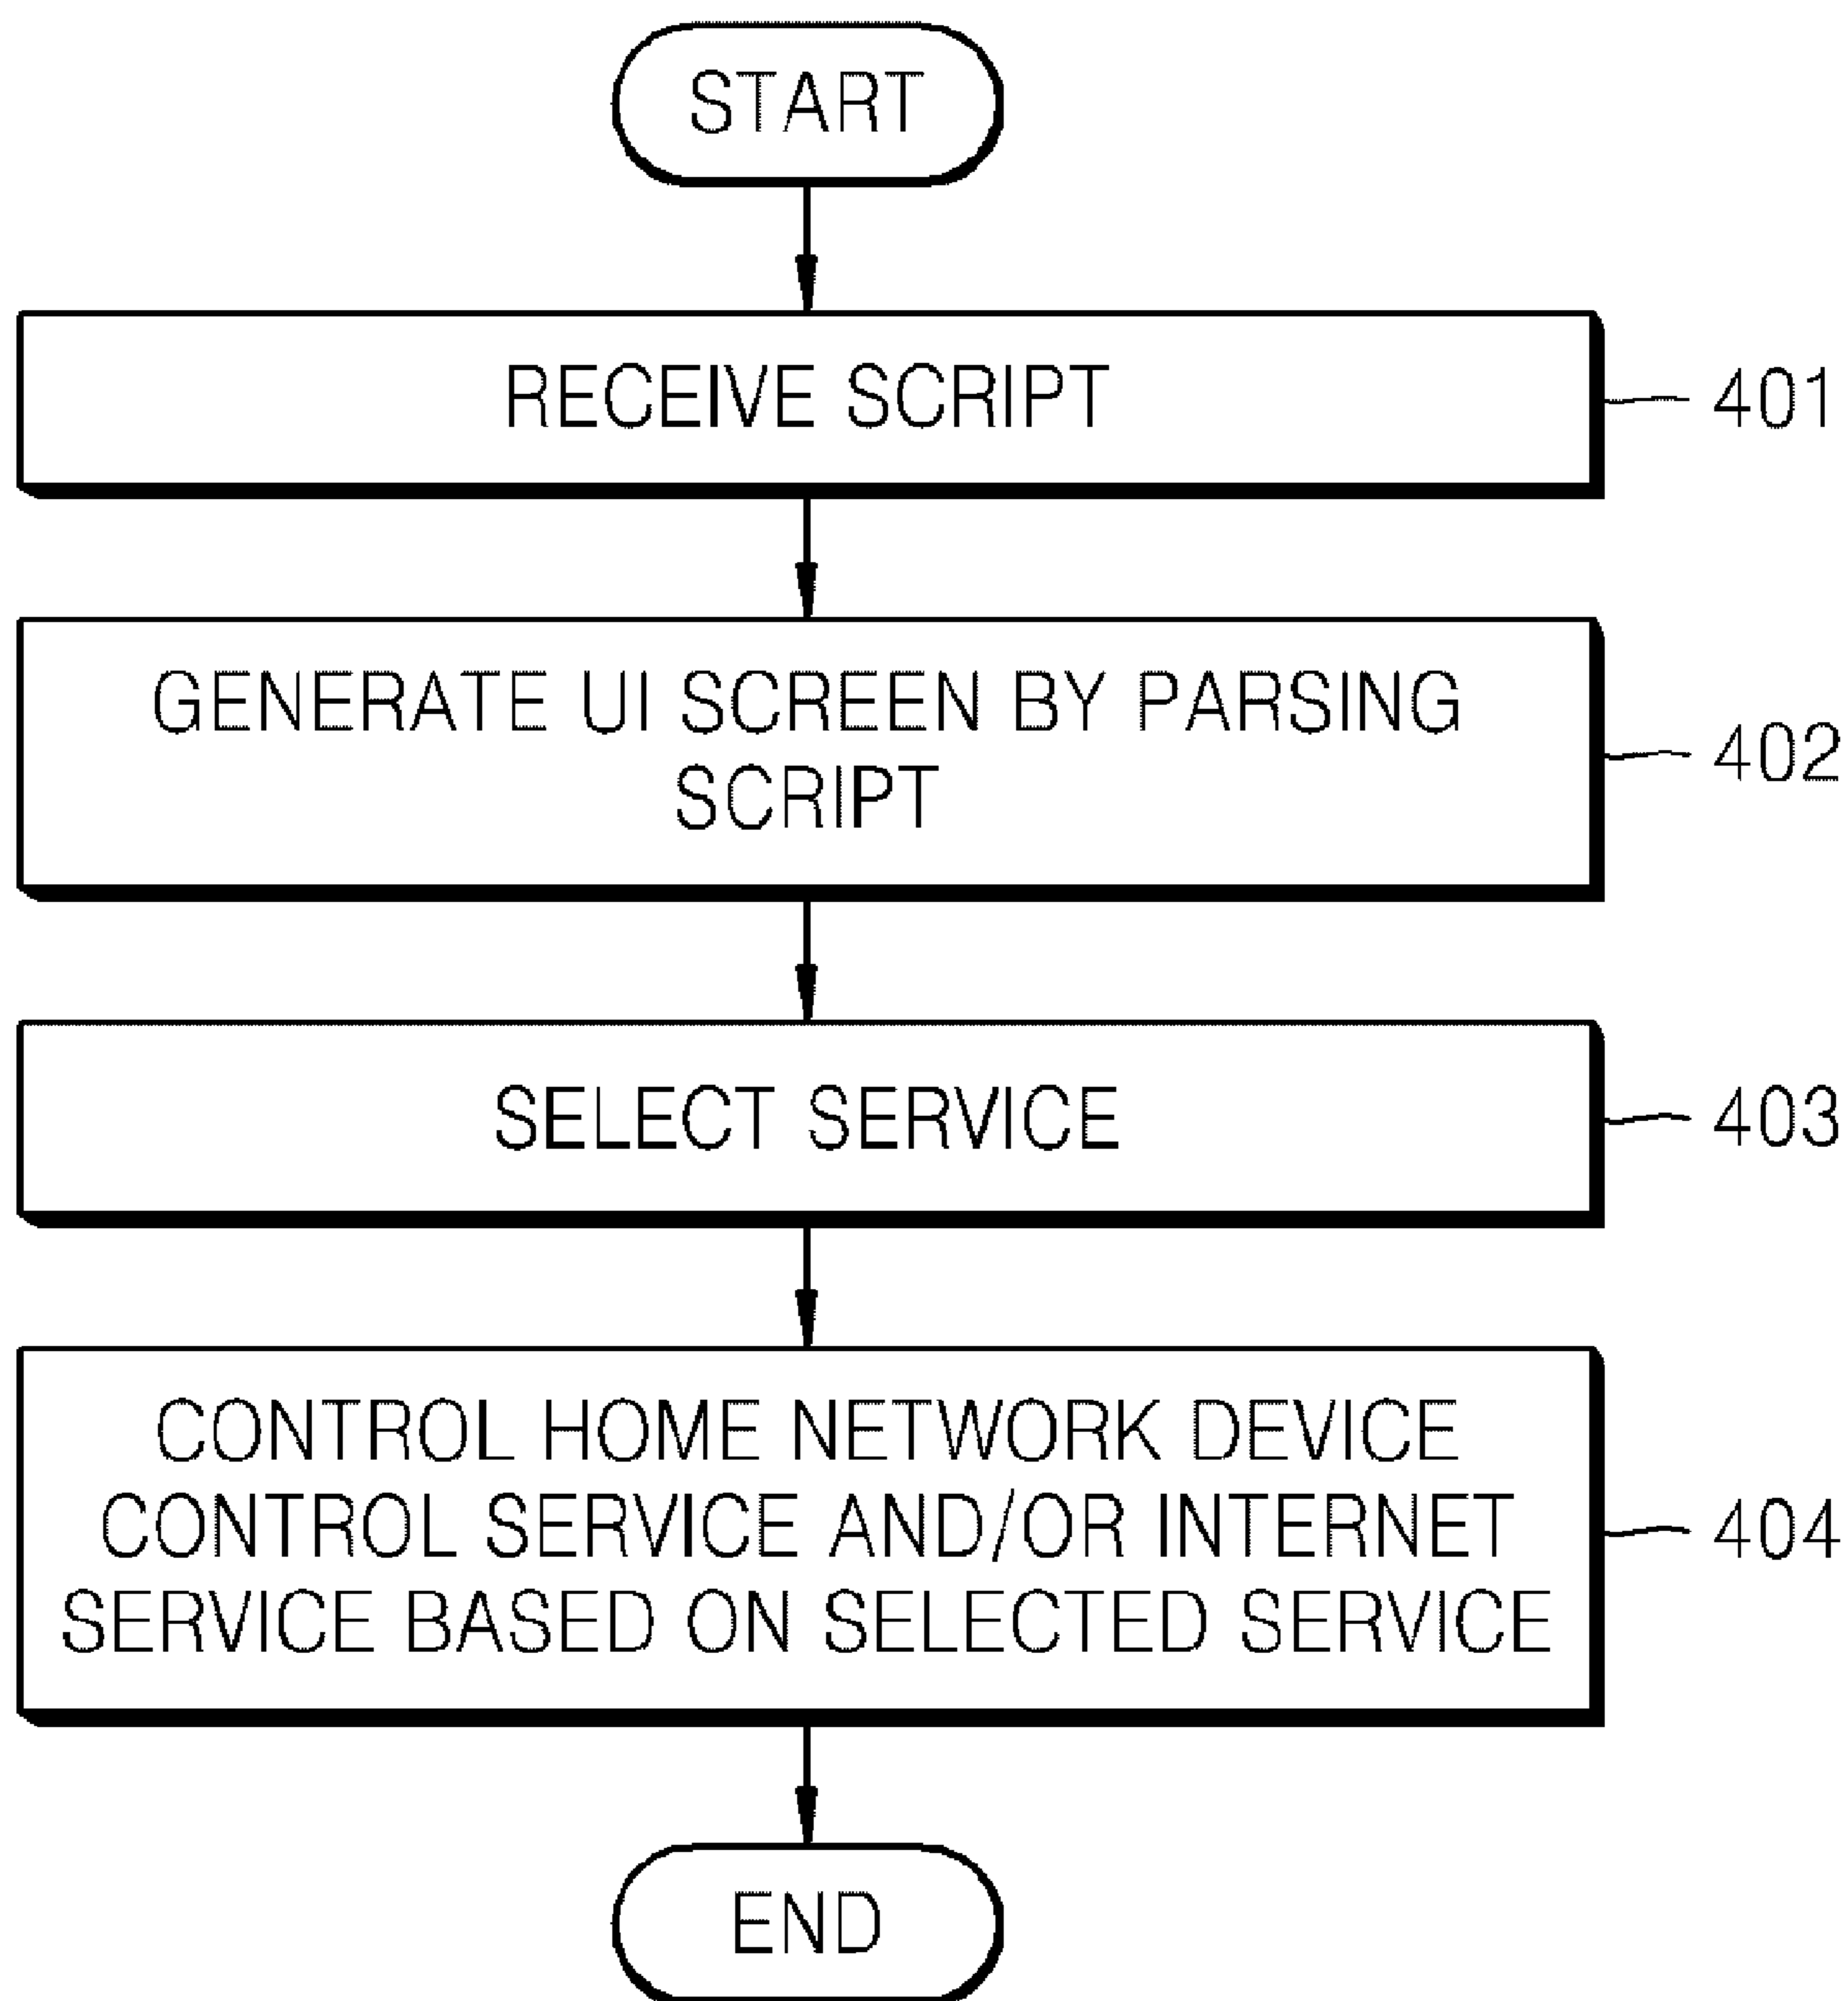 START
RECEIVE SCRIPT
401
GENERATE UI SCREEN BY PARSING
SCRIPT
402
SELECT SERVICE
403
CONTROL HOME NETWORK DEVICE
CONTROL SERVICE AND/OR INTERNET
SERVICE BASED ON SELECTED SERVICE
404
END